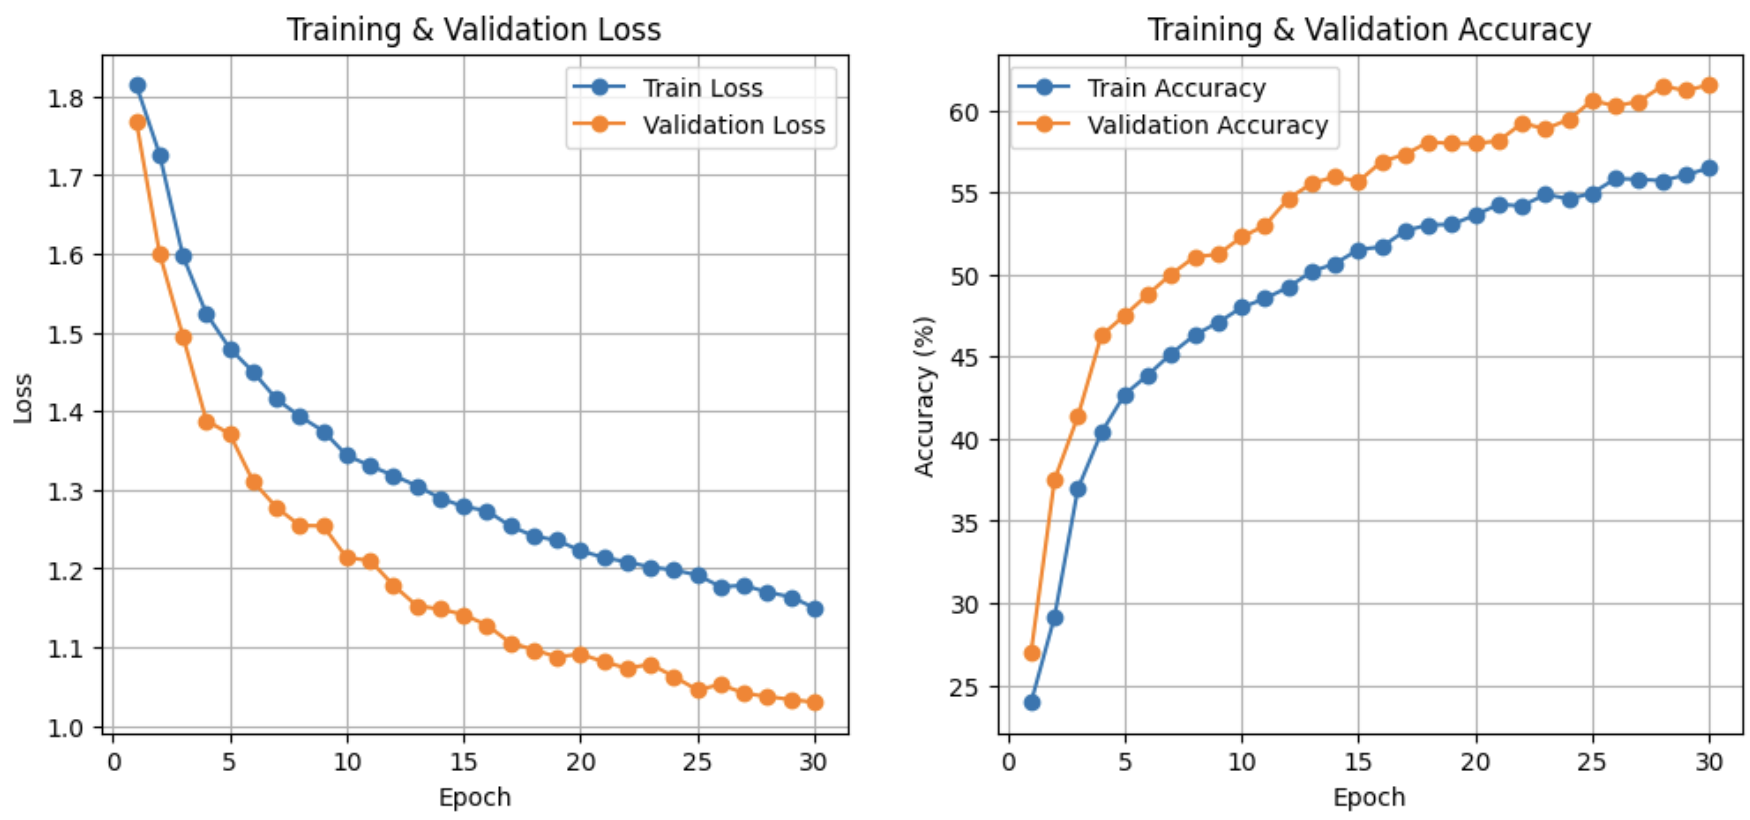 Training & Validation Loss
Train Loss
Validation Loss
1.8
1.7
1.6
1.5
1.4
1.3
1.2
1.1
1.0
Loss
0 5 10 15 20 25 30
Epoch
Training & Validation Accuracy
Train Accuracy
Validation Accuracy
60
55
50
45
40
35
30
25
Accuracy (%)
0 5 10 15 20 25 30
Epoch